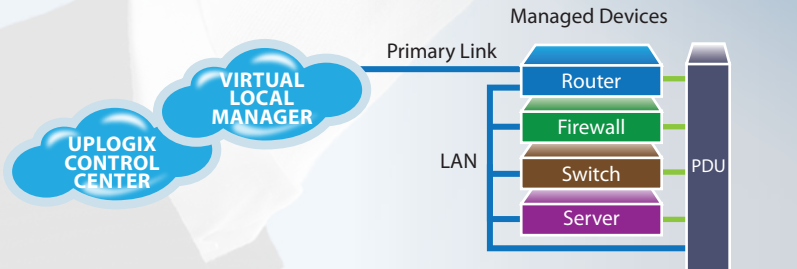 Managed Devices
Primary Link
VIRTUAL
LOCAL
MANAGER
UPLOGIX
CONTROL
CENTER
Router
Firewall
LAN
Switch
PDU
Server